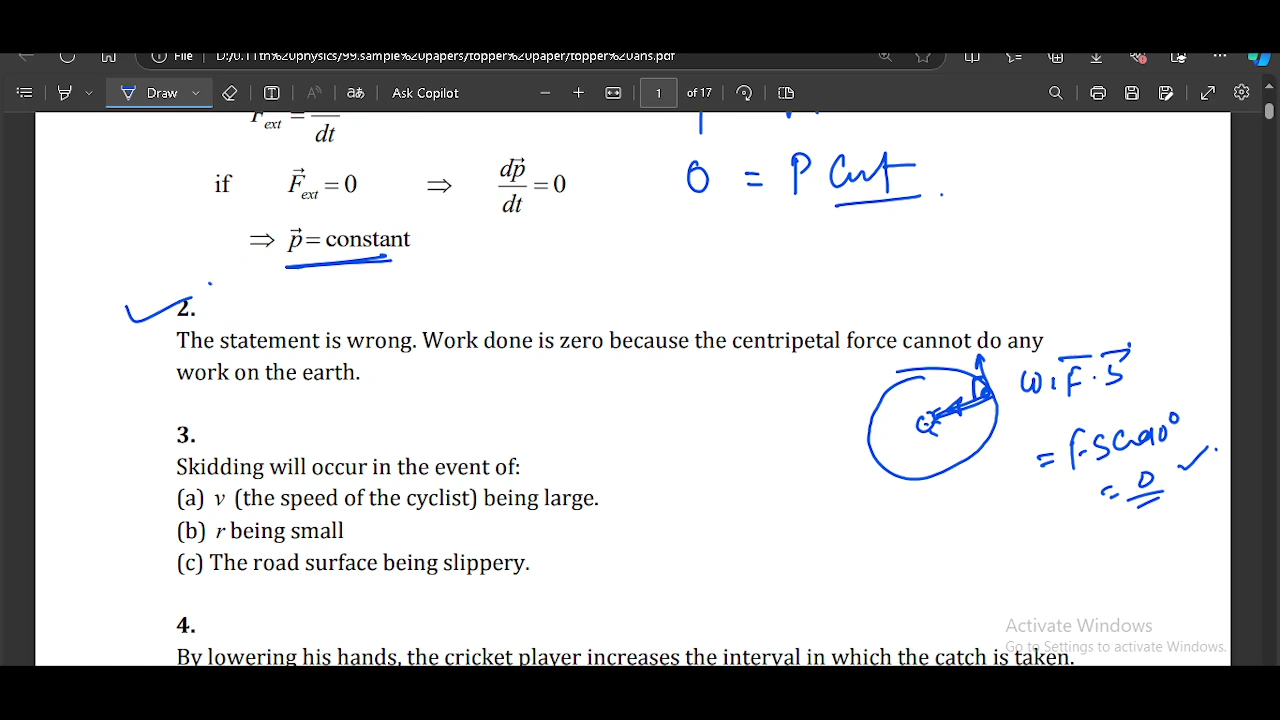 File D:/0.11th%20physics/99.sample%20papers/topper%20paper/topper%20ans.pdf
Draw Ask Copilot 1 of 17
F_ext = dt
if F_ext = 0 ⇒ dp/dt = 0
0 = P
⇒ p = constant
2.
The statement is wrong. Work done is zero because the centripetal force cannot do any
work on the earth.
W = F . S
= F.S cos90°
= 0
3.
Skidding will occur in the event of:
(a) v (the speed of the cyclist) being large.
(b) r being small
(c) The road surface being slippery.
4.
By lowering his hands, the cricket player increases the interval in which the catch is taken.
Activate Windows
Go to Settings to activate Windows.